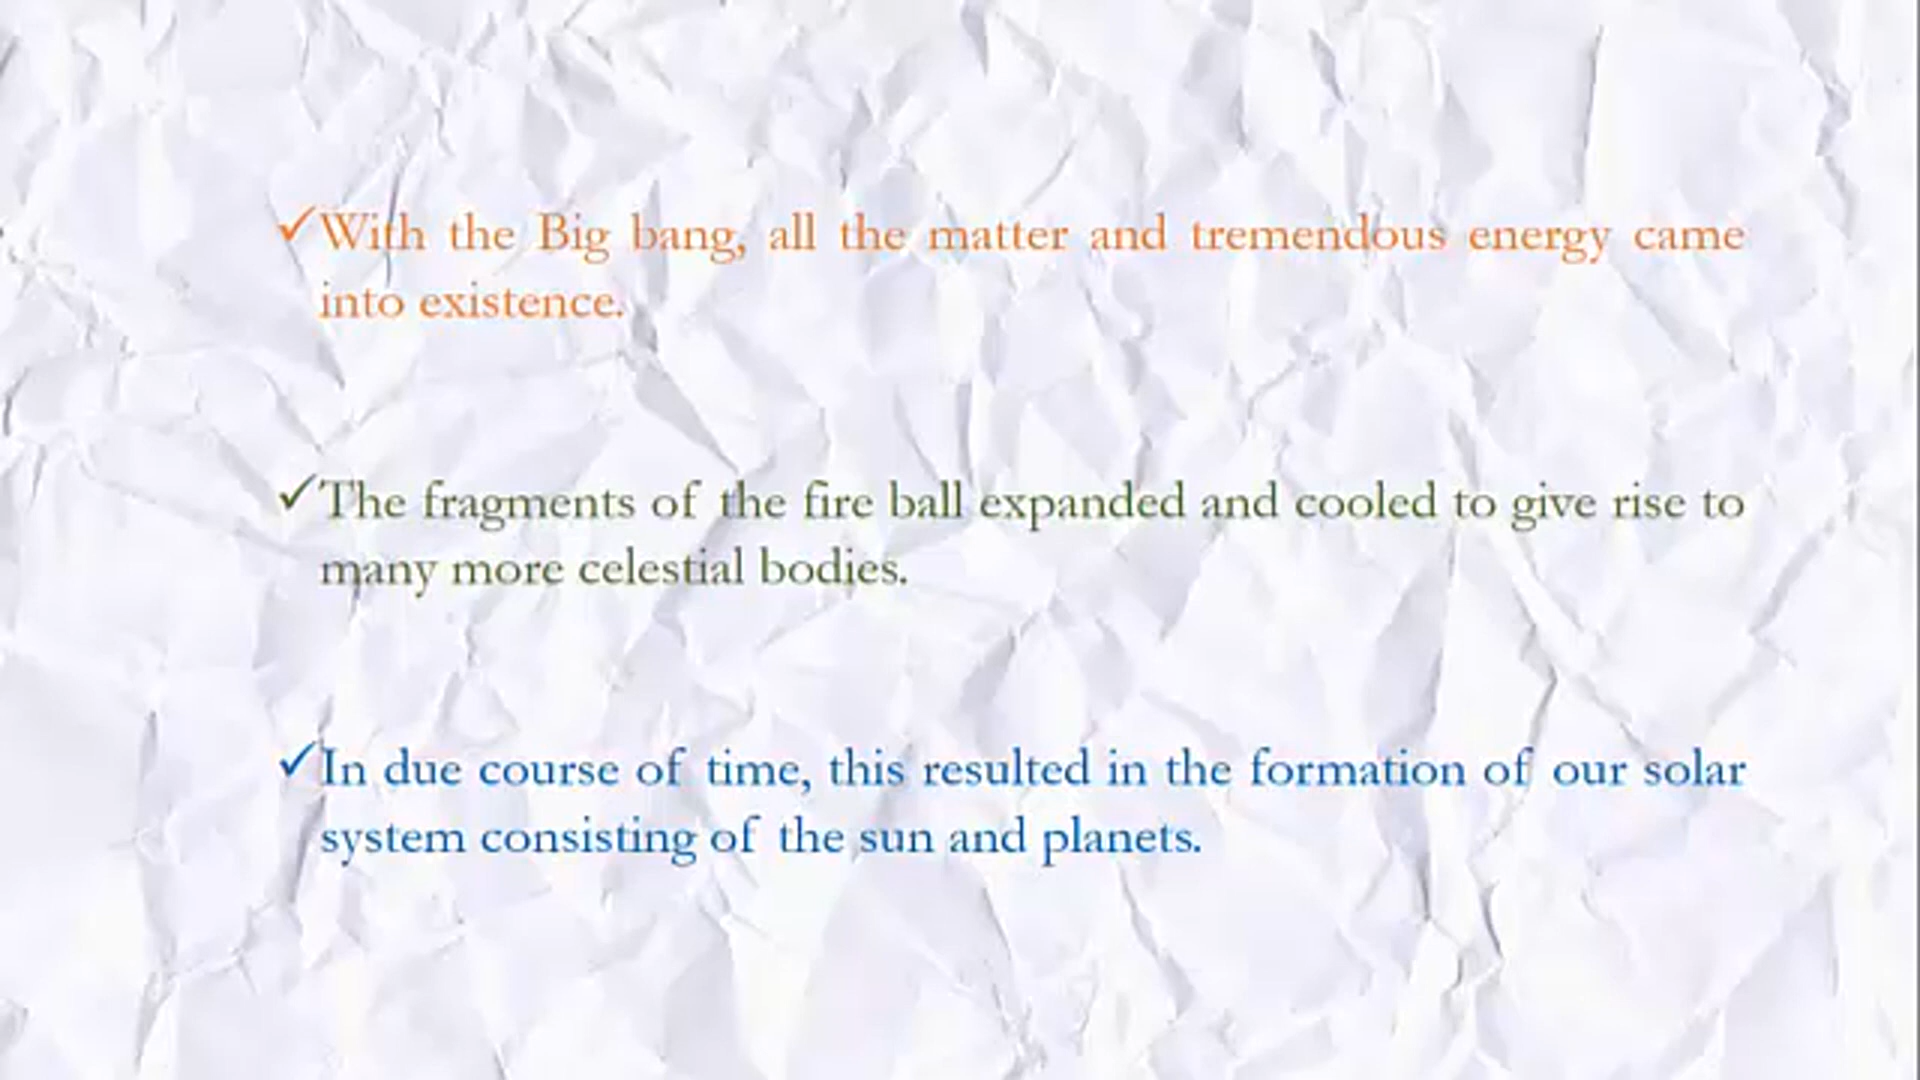 ✓With the Big bang, all the matter and tremendous energy came
into existence.
✓The fragments of the fire ball expanded and cooled to give rise to
many more celestial bodies.
✓In due course of time, this resulted in the formation of our solar
system consisting of the sun and planets.